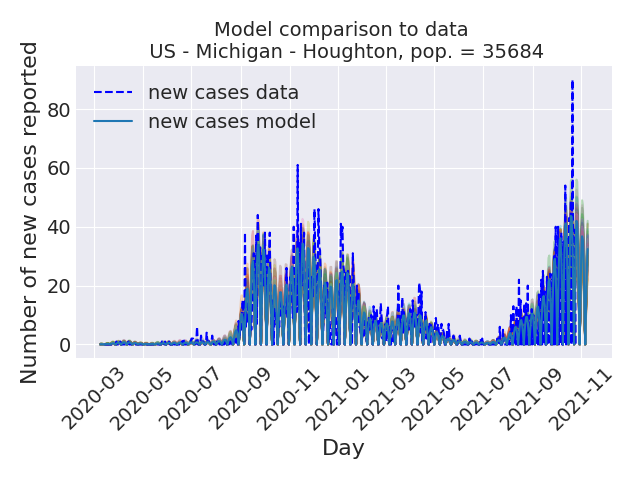 Model comparison to data
US - Michigan - Houghton, pop. = 35684
Number of new cases reported
new cases data
new cases model
80
60
40
20
0
2020-03
2020-05
2020-07
2020-09
2020-11
2021-01
2021-03
2021-05
2021-07
2021-09
2021-11
Day